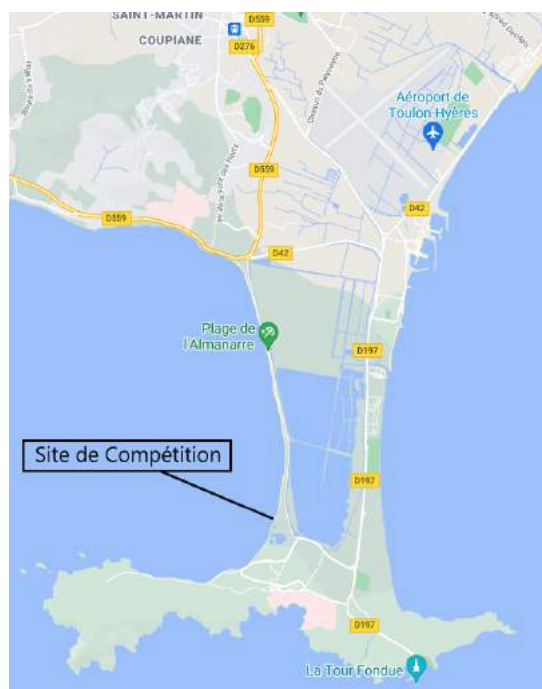 SAINT-MARTIN
D559
COUPIANE
D276
Aéroport de
Toulon-Hyères
D559
D559
D42
D42
Plage de
l'Almanarre
D197
Site de Compétition
D197
D197
La Tour Fondue